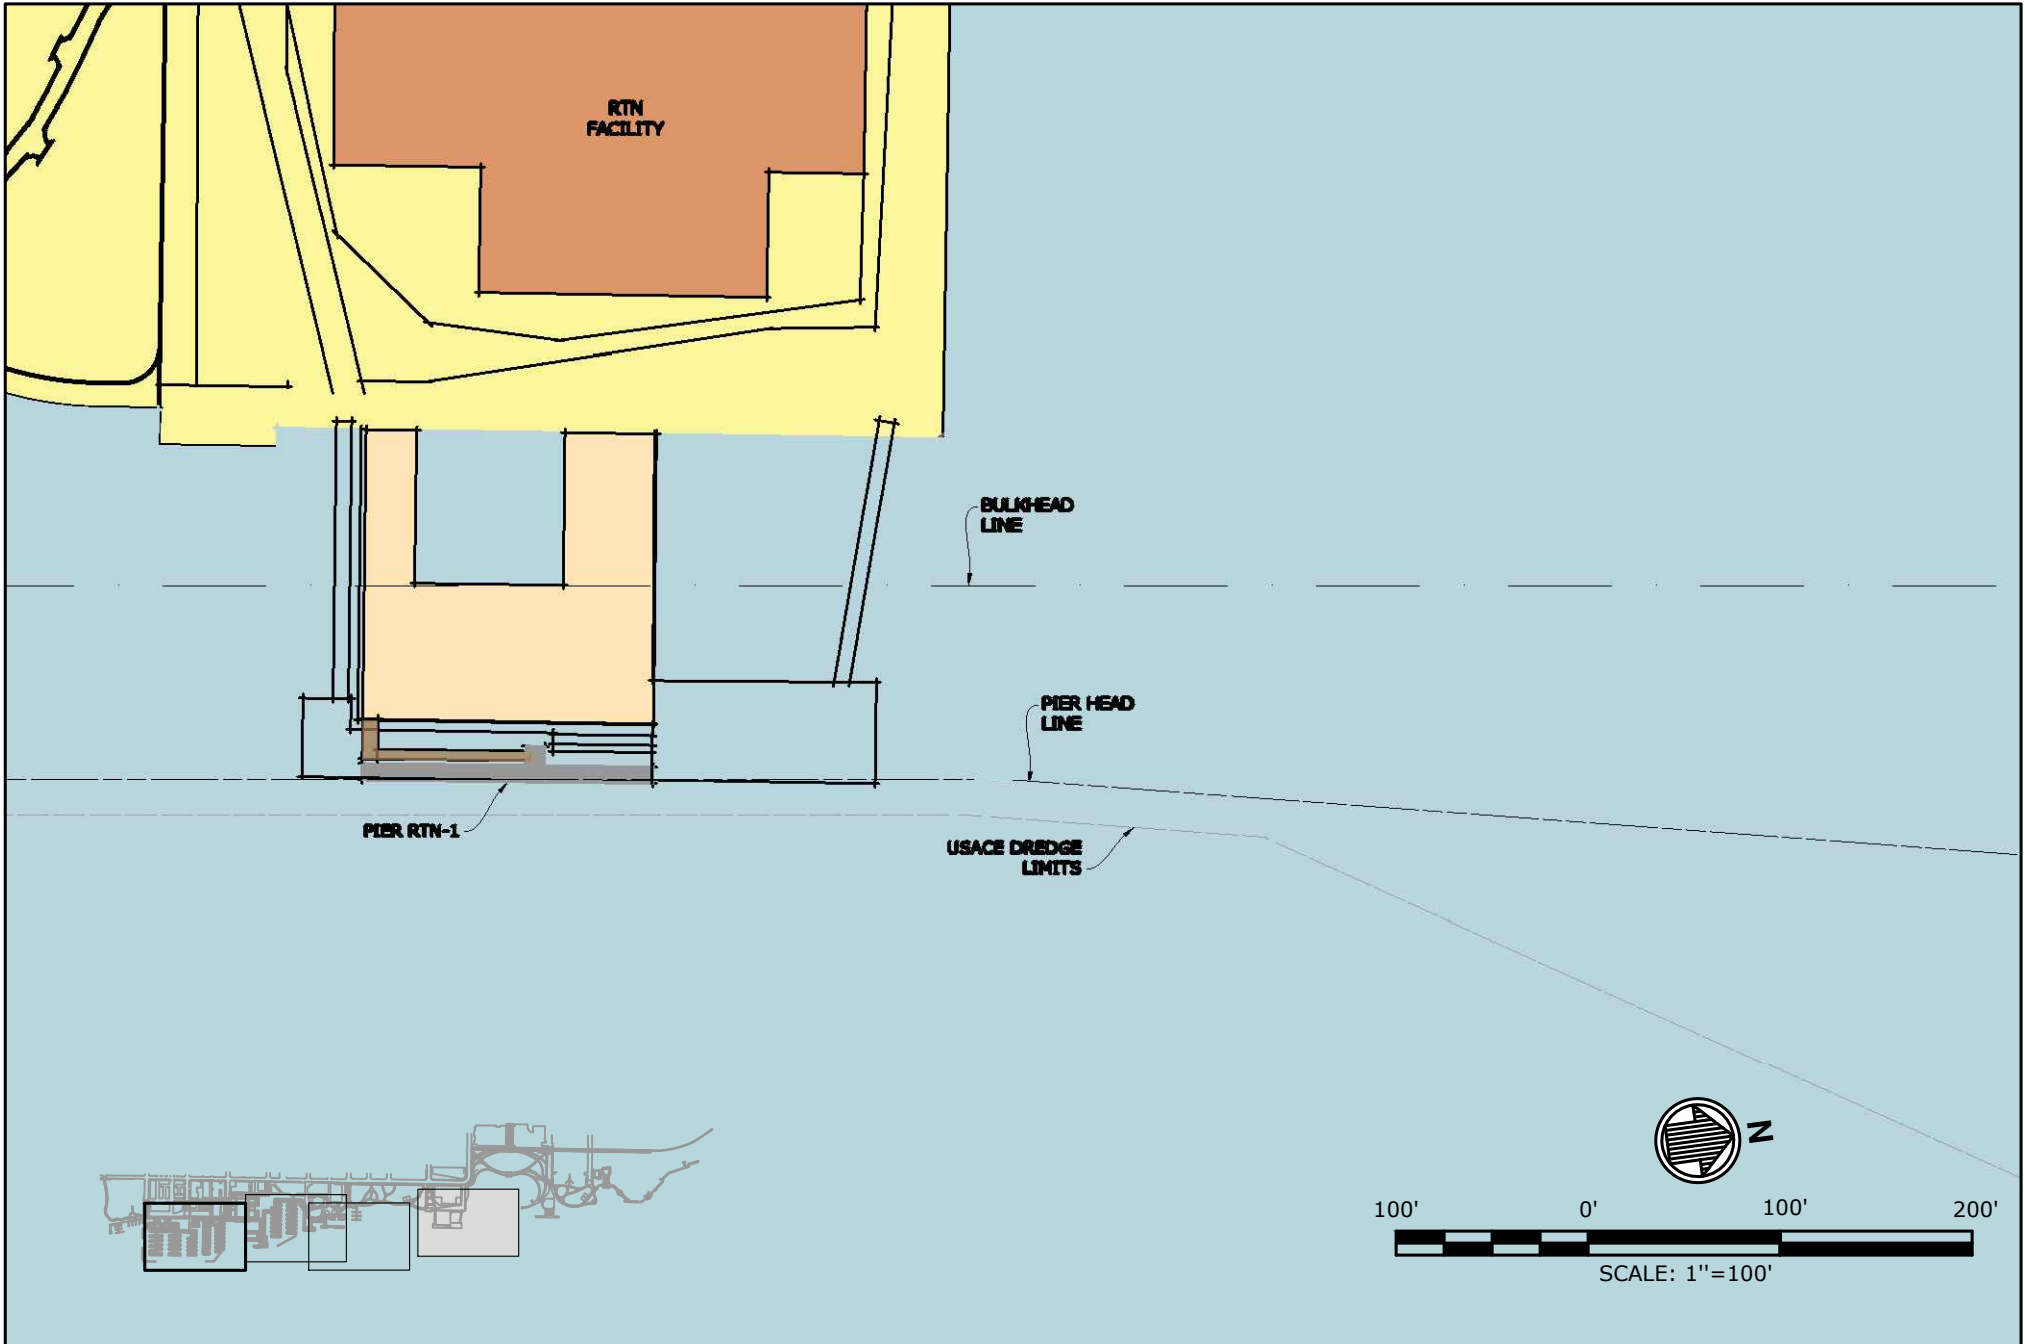 RTN
FACILITY
BULKHEAD
LINE
PIER HEAD
LINE
PIER RTN-1
USACE DREDGE
LIMITS
N
100' 0' 100' 200'
SCALE: 1''=100'